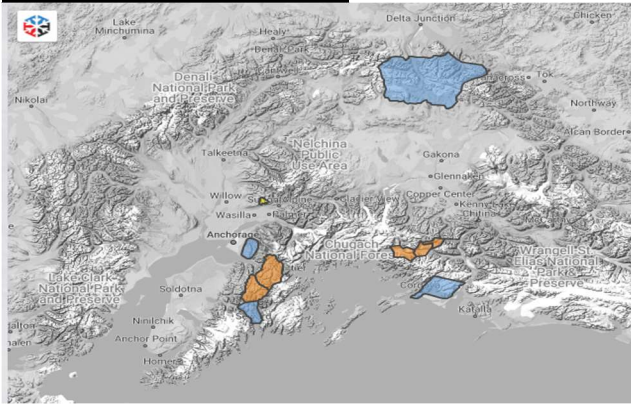 Lake
Minchumina
Healy
Delta Junction
Chicken
Denali Park
Cantwell
Denali
National Park
and Preserve
Tok
Nikolai
Northway
Alcan Border
Talkeetna
Nelchina
Public
Use Area
Gakona
Glennallen
Willow
Copper Center
Kenny
Chitina
Wasilla
Palmer
Anchorage
Chugach
National Forest
Wrangell-St
Elias National
Park &
Preserve
Lake Clark
National Park
and Preserve
Soldotna
Katalla
Ninilchik
Anchor Point
Homer